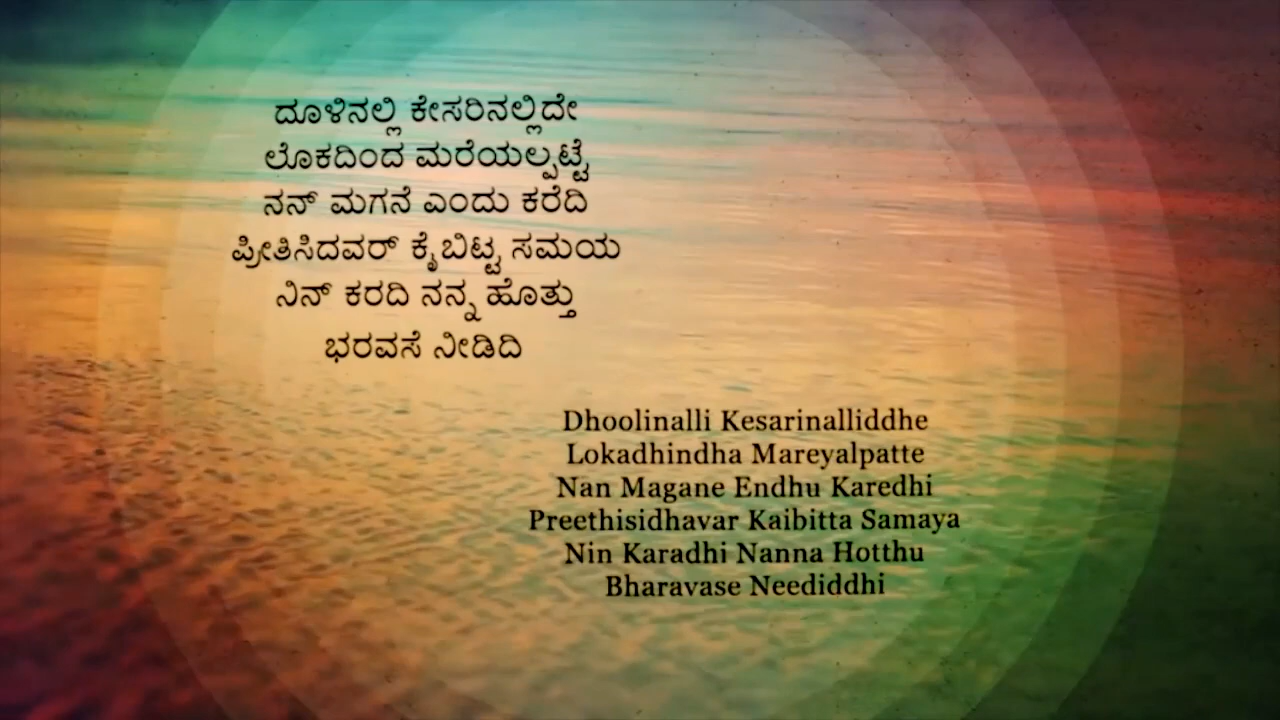 ದೂಳಿನಲ್ಲಿ ಕೇಸರಿನಲ್ಲಿದೇ
ಲೊಕದಿಂದ ಮರೆಯಲ್ಪಟ್ಟೆ
ನನ್ ಮಗನೆ ಎಂದು ಕರೆದಿ
ಪ್ರೀತಿಸಿದವರ್ ಕೈಬಿಟ್ಟ ಸಮಯ
ನಿನ್ ಕರದಿ ನನ್ನ ಹೊತ್ತು
ಭರವಸೆ ನೀಡಿದಿ
Dhoolinalli Kesarinalliddhe
Lokadhindha Mareyalpatte
Nan Magane Endhu Karedhi
Preethisidhavar Kaibitta Samaya
Nin Karadhi Nanna Hotthu
Bharavase Neediddhi